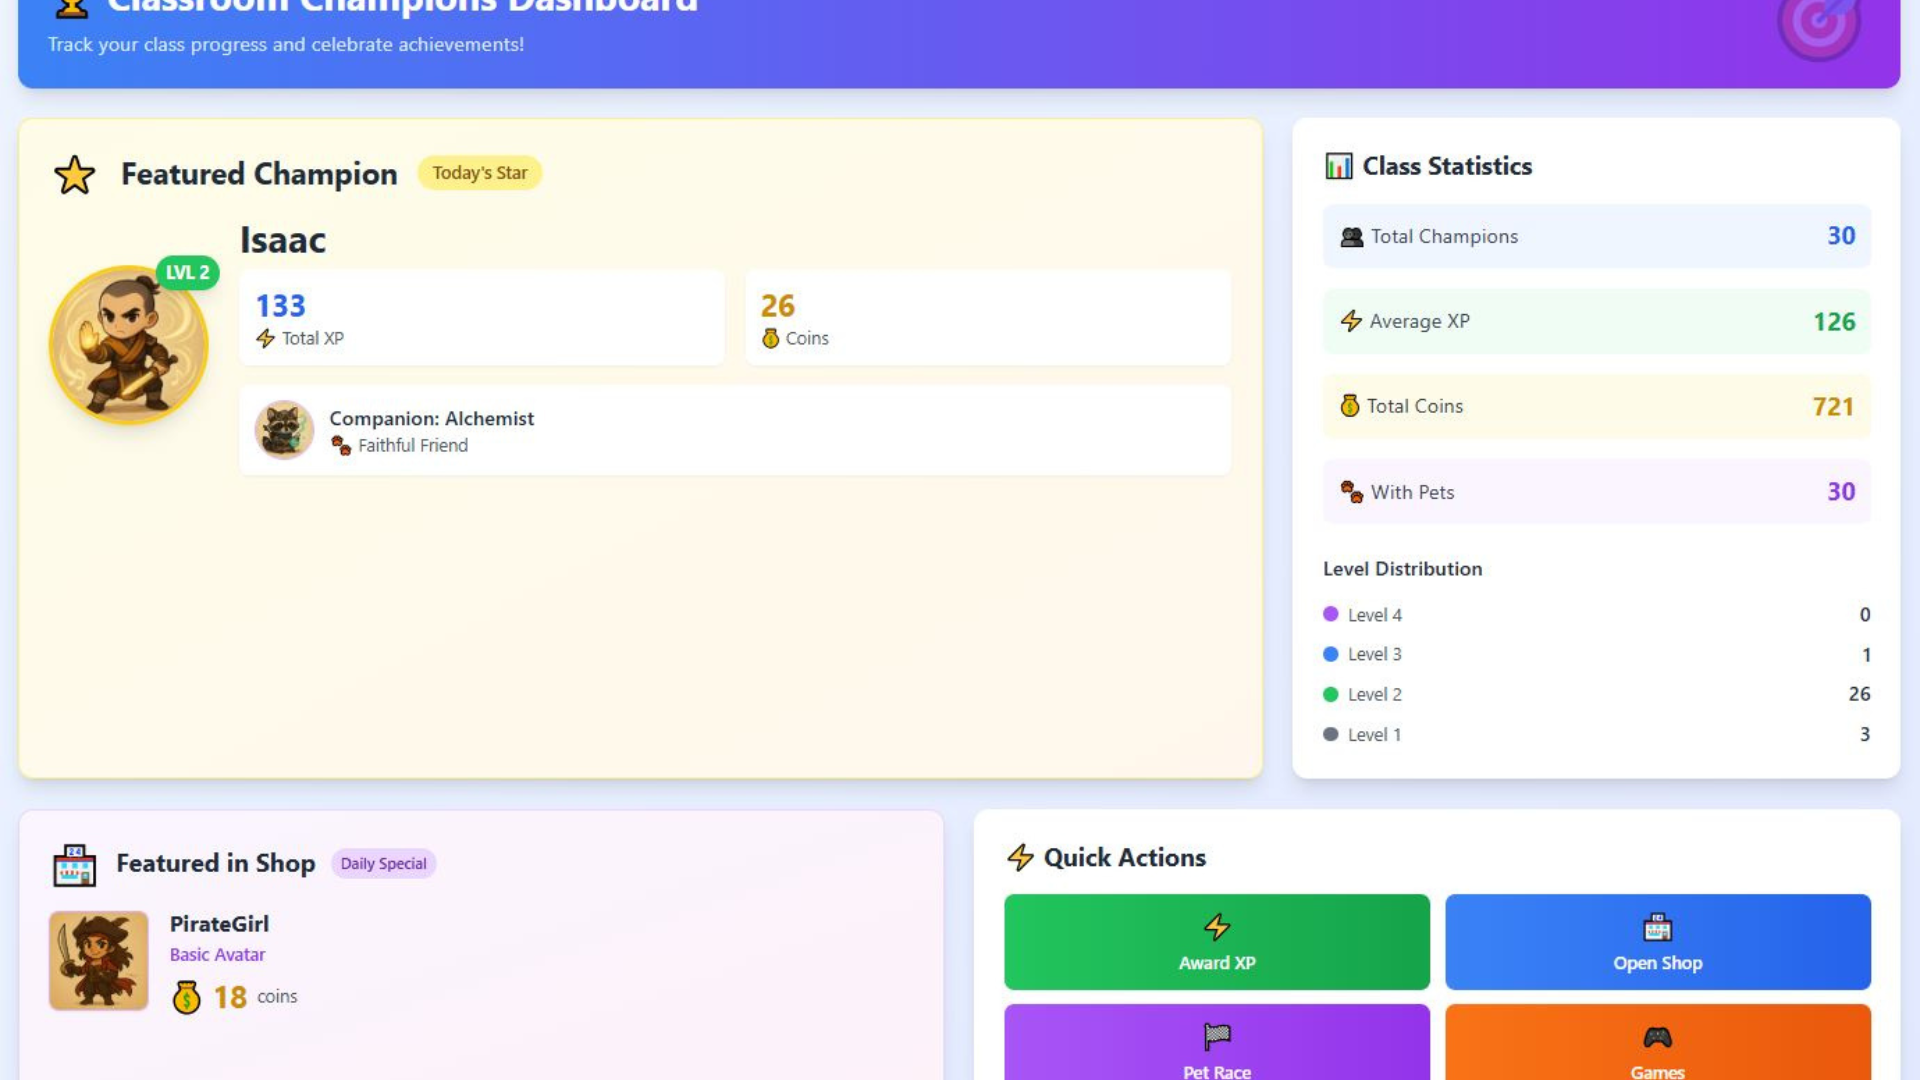 Classroom Champions Dashboard
Track your class progress and celebrate achievements!
Featured Champion
Today's Star
Isaac
LVL 2
133
Total XP
26
Coins
Companion: Alchemist
Faithful Friend
Class Statistics
Total Champions
30
Average XP
126
Total Coins
721
With Pets
30
Level Distribution
Level 4
0
Level 3
1
Level 2
26
Level 1
3
24
Featured in Shop
Daily Special
PirateGirl
Basic Avatar
18 coins
Quick Actions
Award XP
Open Shop
Pet Race
Games